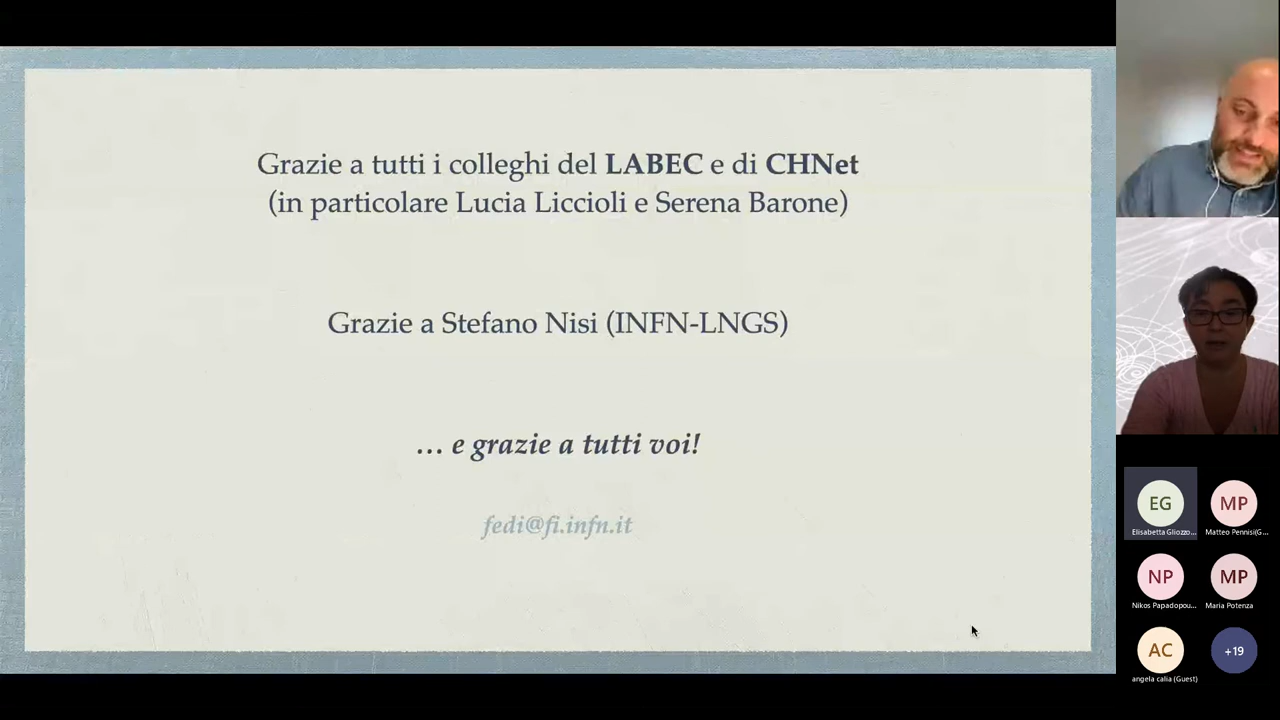 Grazie a tutti i colleghi del LABEC e di CHNet
(in particolare Lucia Liccioli e Serena Barone)
Grazie a Stefano Nisi (INFN-LNGS)
… e grazie a tutti voi!
fedi@fi.infn.it
EG
MP
Elisabetta Gliozzo...
Matteo Pennisi(G...
NP
MP
Nikos Papadopou...
Maria Potenza
AC
+19
angela calia (Guest)